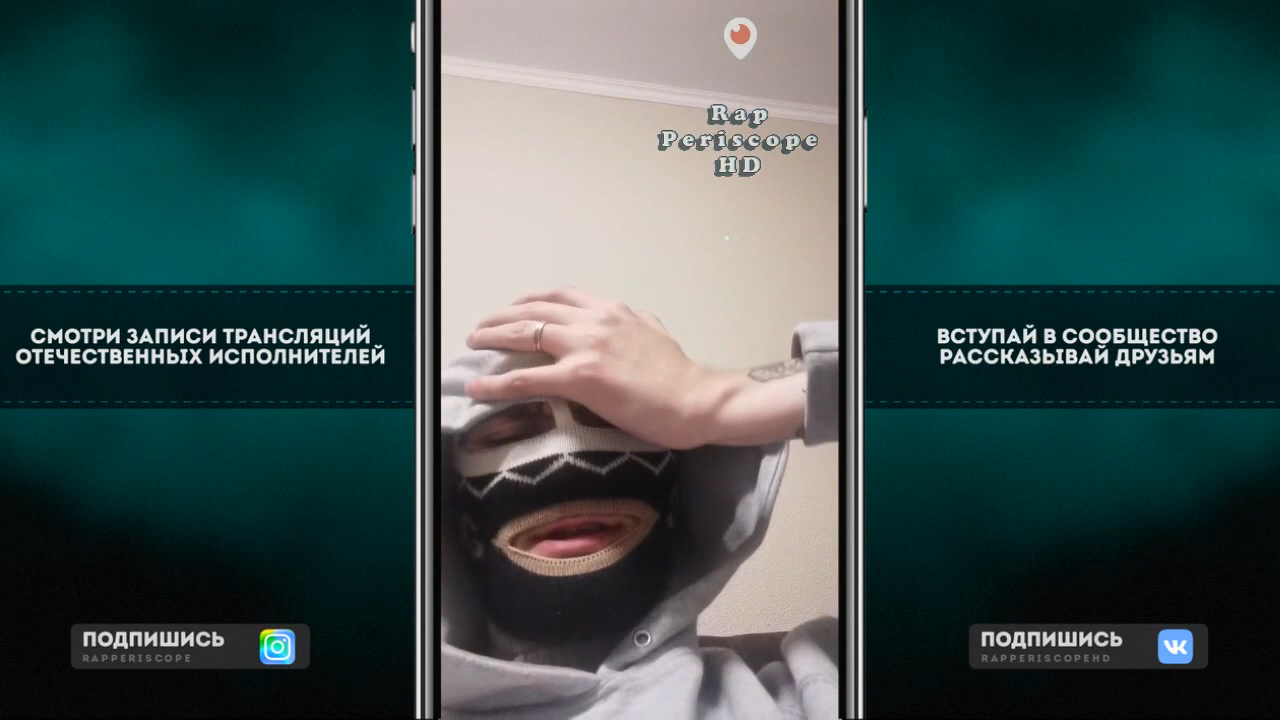 Rap
Periscope
HD
СМОТРИ ЗАПИСИ ТРАНСЛЯЦИЙ
ОТЕЧЕСТВЕННЫХ ИСПОЛНИТЕЛЕЙ
ВСТУПАЙ В СООБЩЕСТВО
РАССКАЗЫВАЙ ДРУЗЬЯМ
ПОДПИШИСЬ
RAPPERISCOPE
ПОДПИШИСЬ
RAPPERISCOPEHD